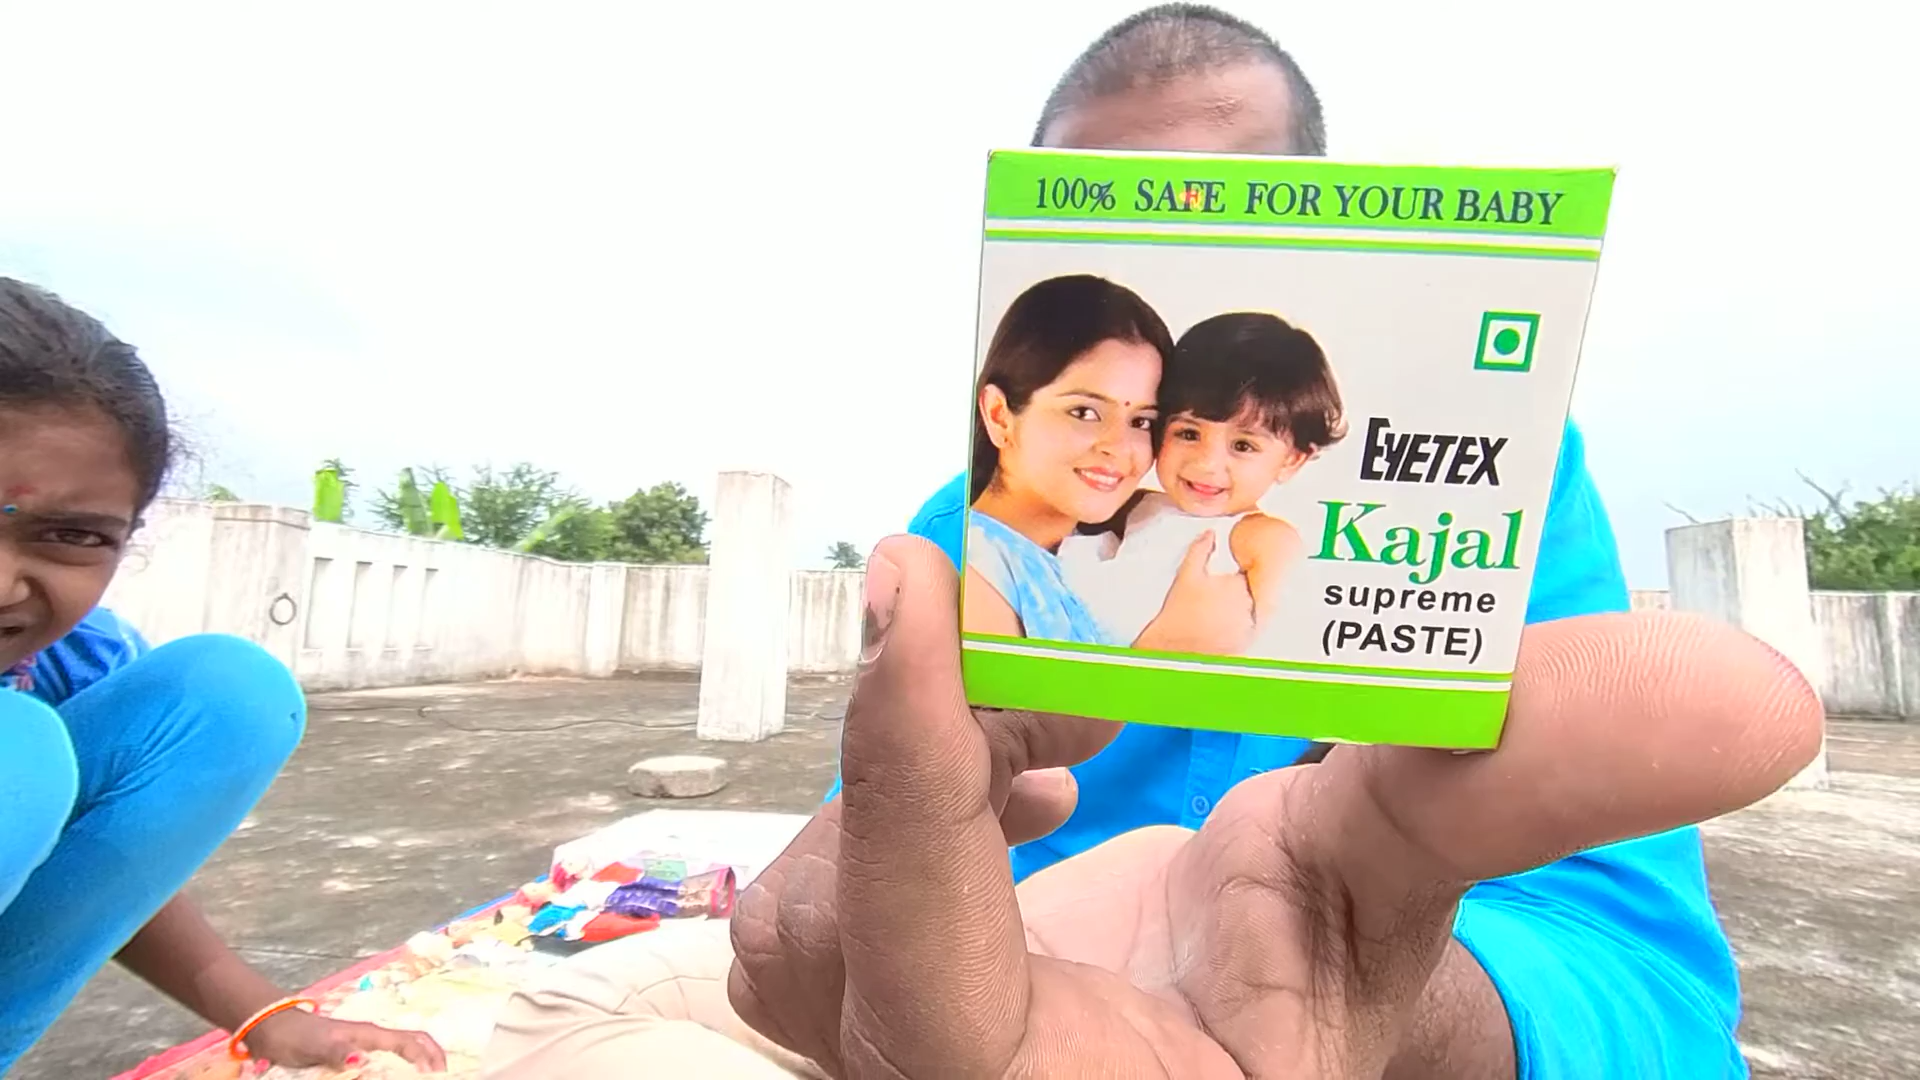 100% SAFE FOR YOUR BABY
EYETEX
Kajal
supreme
(PASTE)